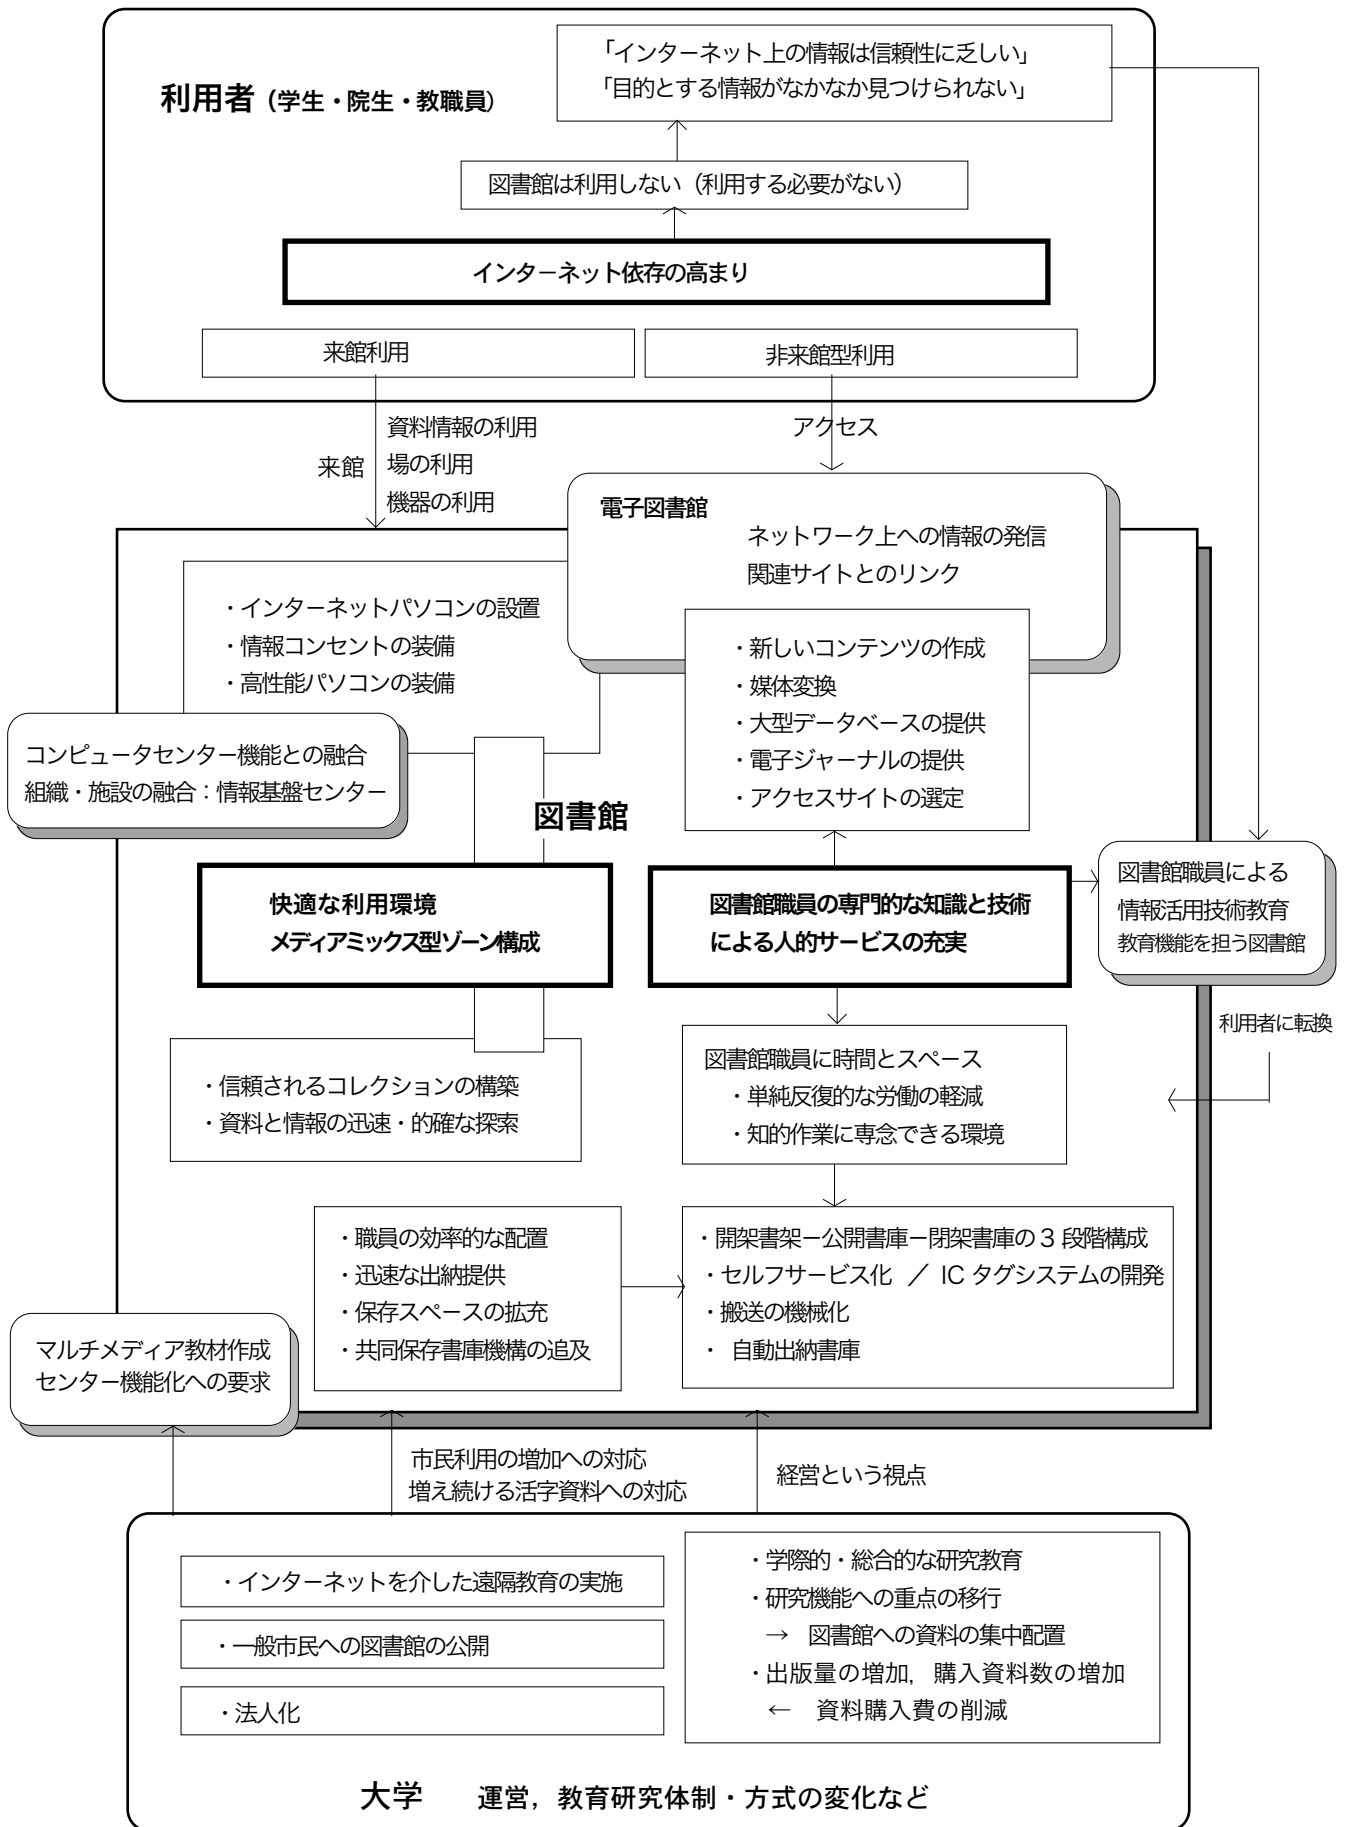 「インターネット上の情報は信頼性に乏しい」
「目的とする情報がなかなか見つけられない」
利用者（学生・院生・教職員）
図書館は利用しない（利用する必要がない）
インターネット依存の高まり
来館利用
非来館型利用
来館
資料情報の利用
場の利用
機器の利用
アクセス
電子図書館
ネットワーク上への情報の発信
関連サイトとのリンク
・インターネットパソコンの設置
・情報コンセントの装備
・高性能パソコンの装備
・新しいコンテンツの作成
・媒体変換
・大型データベースの提供
・電子ジャーナルの提供
・アクセスサイトの選定
コンピュータセンター機能との融合
組織・施設の融合：情報基盤センター
図書館
快適な利用環境
メディアミックス型ゾーン構成
図書館職員の専門的な知識と技術
による人的サービスの充実
図書館職員による
情報活用技術教育
教育機能を担う図書館
利用者に転換
・信頼されるコレクションの構築
・資料と情報の迅速・的確な探索
図書館職員に時間とスペース
・単純反復的な労働の軽減
・知的作業に専念できる環境
・職員の効率的な配置
・迅速な出納提供
・保存スペースの拡充
・共同保存書庫機構の追及
・開架書架－公開書庫－閉架書庫の3段階構成
・セルフサービス化 ／ ICタグシステムの開発
・搬送の機械化
・ 自動出納書庫
マルチメディア教材作成
センター機能化への要求
市民利用の増加への対応
増え続ける活字資料への対応
経営という視点
・インターネットを介した遠隔教育の実施
・一般市民への図書館の公開
・法人化
・学際的・総合的な研究教育
・研究機能への重点の移行
→ 図書館への資料の集中配置
・出版量の増加，購入資料数の増加
← 資料購入費の削減
大学 運営，教育研究体制・方式の変化など